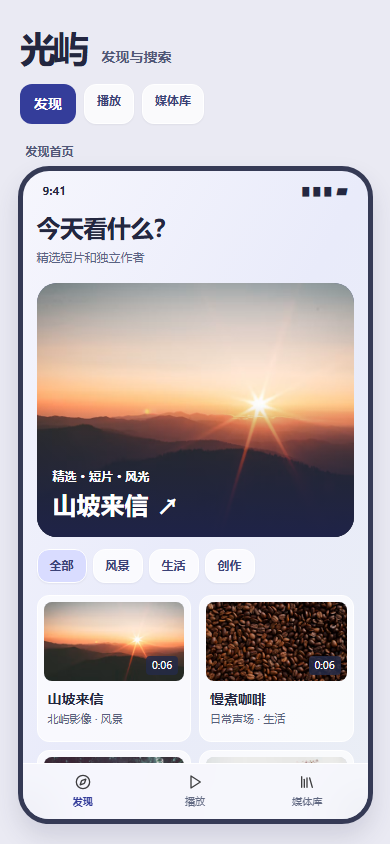 光屿 发现与搜索
发现 播放 媒体库
发现首页
9:41
今天看什么?
精选短片和独立作者
精选 · 短片 · 风光
山坡来信 ↗
全部 风景 生活 创作
0:06 0:06
山坡来信 慢煮咖啡
北屿影像 · 风景 日常声场 · 生活
发现 播放 媒体库